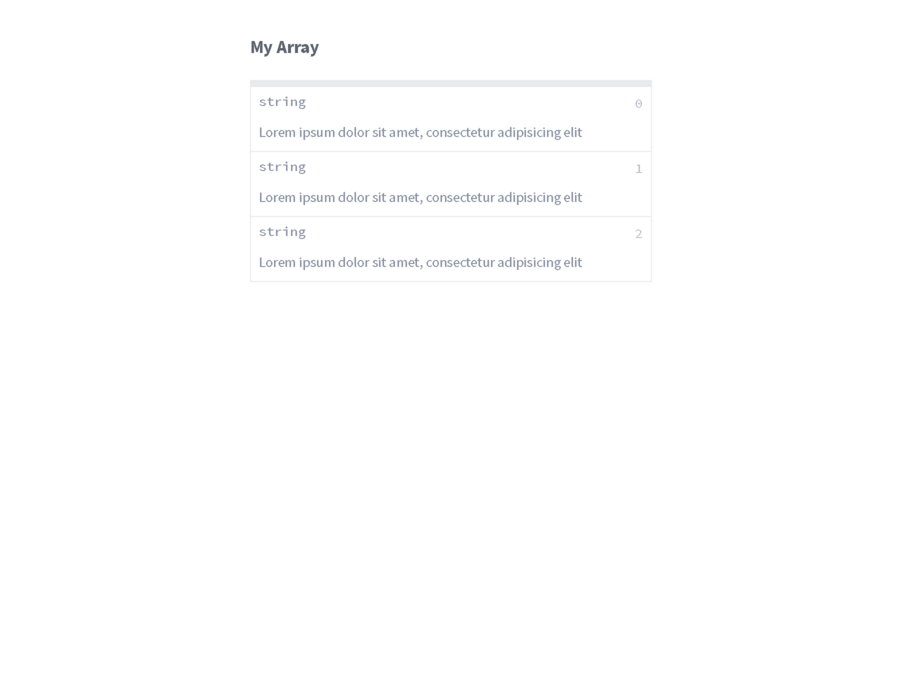 My Array
string 0
Lorem ipsum dolor sit amet, consectetur adipisicing elit
string 1
Lorem ipsum dolor sit amet, consectetur adipisicing elit
string 2
Lorem ipsum dolor sit amet, consectetur adipisicing elit